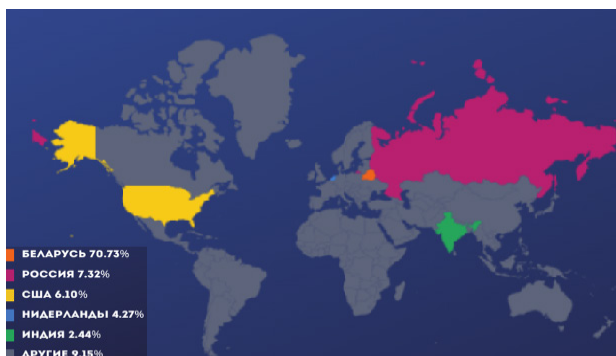 БЕЛАРУСЬ 70.73%
РОССИЯ 7.32%
США 6.10%
НИДЕРЛАНДЫ 4.27%
ИНДИЯ 2.44%
ДРУГИЕ 9.15%